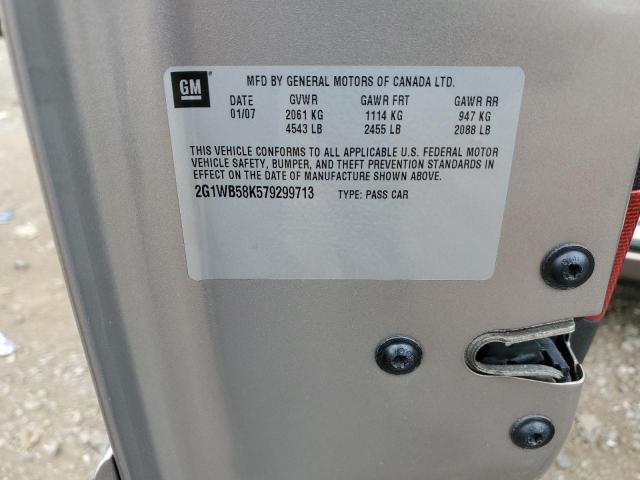 GM
MFD BY GENERAL MOTORS OF CANADA LTD.
DATE GVWR GAWR FRT GAWR RR
01/07 2061 KG 1114 KG 947 KG
4543 LB 2455 LB 2088 LB
THIS VEHICLE CONFORMS TO ALL APPLICABLE U.S. FEDERAL MOTOR
VEHICLE SAFETY, BUMPER, AND THEFT PREVENTION STANDARDS IN
EFFECT ON THE DATE OF MANUFACTURE SHOWN ABOVE.
2G1WB58K579299713 TYPE: PASS CAR